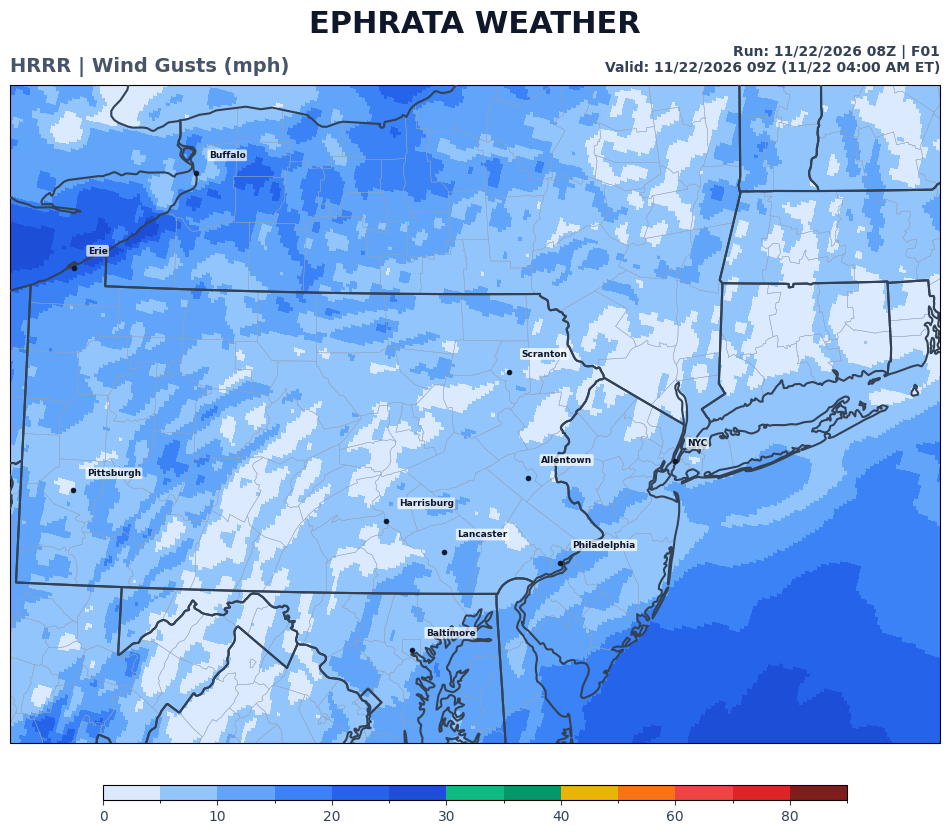 EPHRATA WEATHER
HRRR | Wind Gusts (mph)
Run: 11/22/2026 08Z | F01
Valid: 11/22/2026 09Z (11/22 04:00 AM ET)
Buffalo
Erie
Scranton
NYC
Allentown
Pittsburgh
Harrisburg
Lancaster
Philadelphia
Baltimore
0 10 20 30 40 50 60 70 80